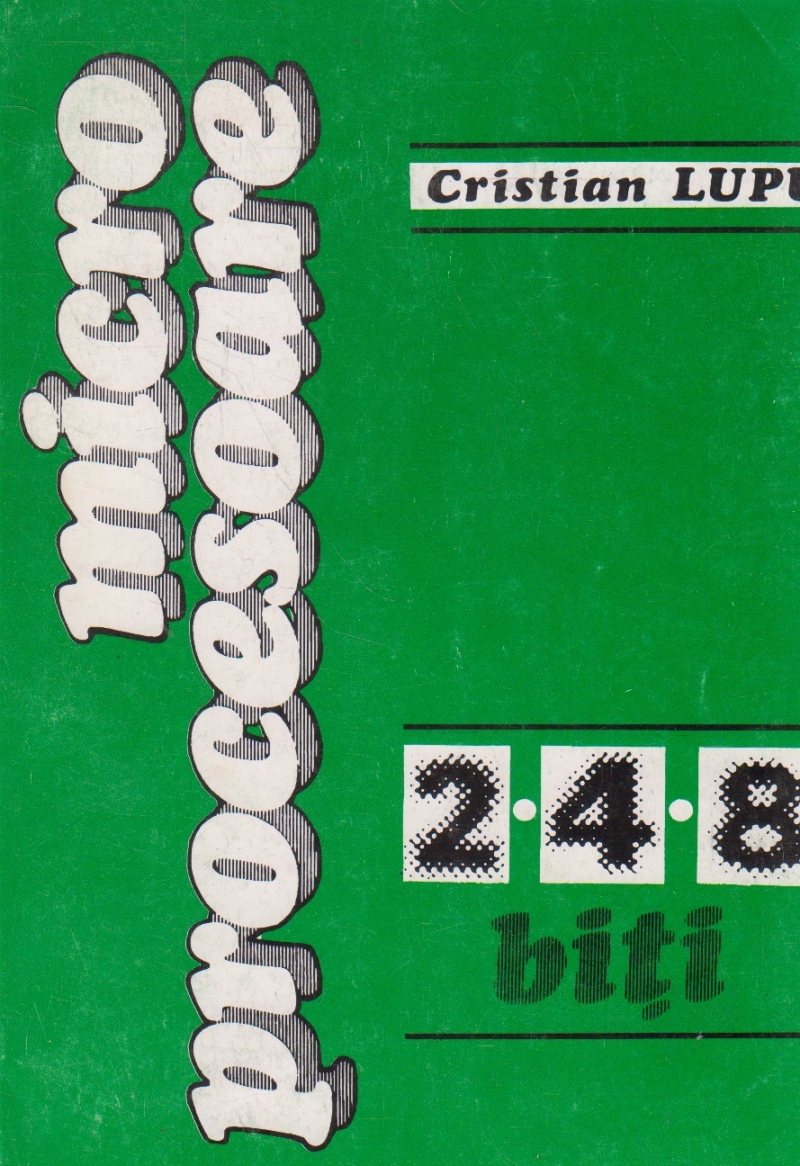 micro
procesoare
Cristian LUPU
2 • 4 • 8
biţi